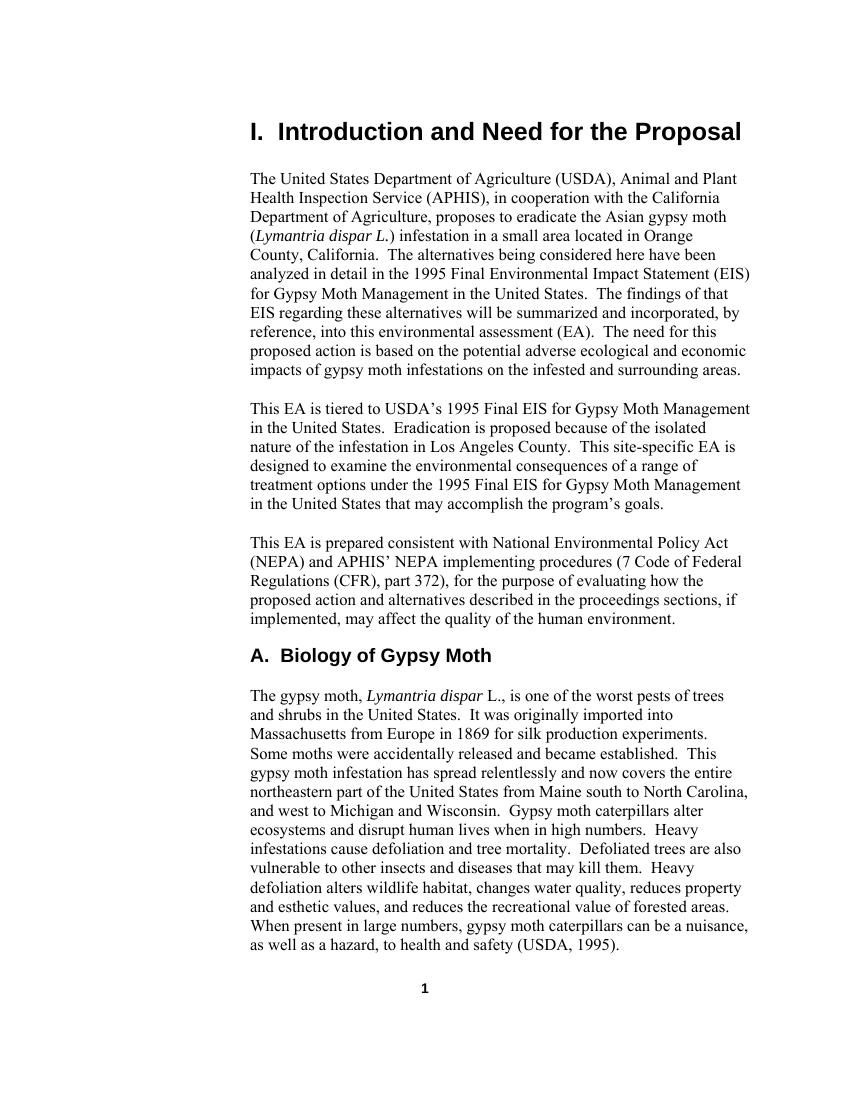 I.  Introduction and Need for the Proposal
The United States Department of Agriculture (USDA), Animal and Plant
Health Inspection Service (APHIS), in cooperation with the California
Department of Agriculture, proposes to eradicate the Asian gypsy moth
(Lymantria dispar L.) infestation in a small area located in Orange
County, California.  The alternatives being considered here have been
analyzed in detail in the 1995 Final Environmental Impact Statement (EIS)
for Gypsy Moth Management in the United States.  The findings of that
EIS regarding these alternatives will be summarized and incorporated, by
reference, into this environmental assessment (EA).  The need for this
proposed action is based on the potential adverse ecological and economic
impacts of gypsy moth infestations on the infested and surrounding areas.
This EA is tiered to USDA’s 1995 Final EIS for Gypsy Moth Management
in the United States.  Eradication is proposed because of the isolated
nature of the infestation in Los Angeles County.  This site-specific EA is
designed to examine the environmental consequences of a range of
treatment options under the 1995 Final EIS for Gypsy Moth Management
in the United States that may accomplish the program’s goals.
This EA is prepared consistent with National Environmental Policy Act
(NEPA) and APHIS’ NEPA implementing procedures (7 Code of Federal
Regulations (CFR), part 372), for the purpose of evaluating how the
proposed action and alternatives described in the proceedings sections, if
implemented, may affect the quality of the human environment.
A.  Biology of Gypsy Moth
The gypsy moth, Lymantria dispar L., is one of the worst pests of trees
and shrubs in the United States.  It was originally imported into
Massachusetts from Europe in 1869 for silk production experiments.
Some moths were accidentally released and became established.  This
gypsy moth infestation has spread relentlessly and now covers the entire
northeastern part of the United States from Maine south to North Carolina,
and west to Michigan and Wisconsin.  Gypsy moth caterpillars alter
ecosystems and disrupt human lives when in high numbers.  Heavy
infestations cause defoliation and tree mortality.  Defoliated trees are also
vulnerable to other insects and diseases that may kill them.  Heavy
defoliation alters wildlife habitat, changes water quality, reduces property
and esthetic values, and reduces the recreational value of forested areas.
When present in large numbers, gypsy moth caterpillars can be a nuisance,
as well as a hazard, to health and safety (USDA, 1995).
1